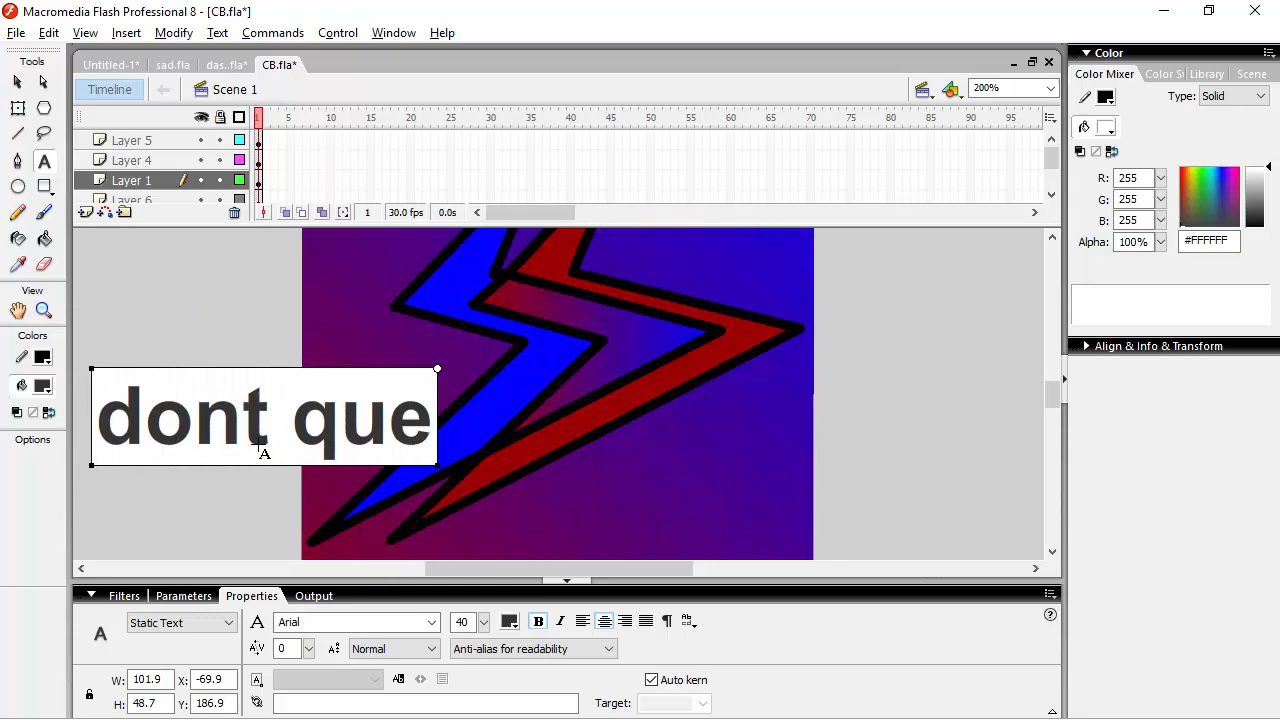 Macromedia Flash Professional 8 - [CB.fla*]
File Edit View Insert Modify Text Commands Control Window Help
Tools
View
Colors
Options
Untitled-1* sad.fla das..fla* CB.fla*
Timeline Scene 1 200%
1 5 10 15 20 25 30 35 40 45 50 55 60 65 70 75 80 85 90 95
Layer 5
Layer 4
Layer 1
Layer 6
1 30.0 fps 0.0s
dont que
A
Filters Parameters Properties Output
A Static Text A Arial 40 B I
0 Normal Anti-alias for readability
W: 101.9 X: -69.9 Auto kern
H: 48.7 Y: 186.9 Target:
Color
Color Mixer Color S Library Scene
Type: Solid
R: 255
G: 255
B: 255
Alpha: 100% #FFFFFF
Align & Info & Transform